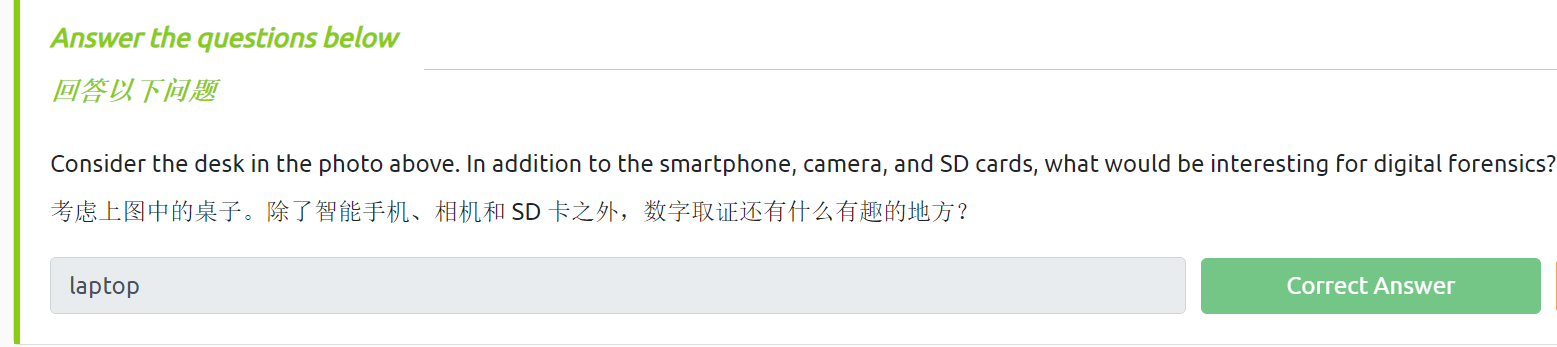 Answer the questions below
回答以下问题
Consider the desk in the photo above. In addition to the smartphone, camera, and SD cards, what would be interesting for digital forensics?
考虑上图中的桌子。除了智能手机、相机和 SD 卡之外，数字取证还有什么有趣的地方？
laptop
Correct Answer